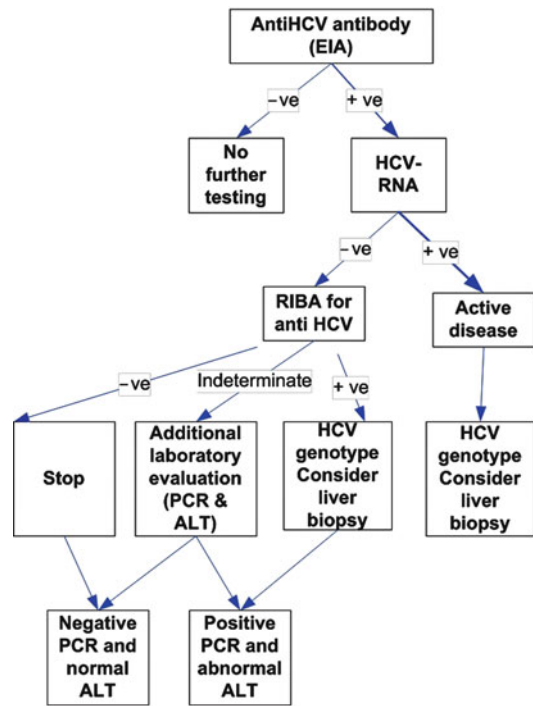 AntiHCV antibody
(EIA)
– ve
+ ve
No
further
testing
HCV-
RNA
– ve
+ ve
RIBA for
anti HCV
Active
disease
– ve
Indeterminate
+ ve
Stop
Additional
laboratory
evaluation
(PCR &
ALT)
HCV
genotype
Consider
liver
biopsy
HCV
genotype
Consider
liver
biopsy
Negative
PCR and
normal
ALT
Positive
PCR and
abnormal
ALT